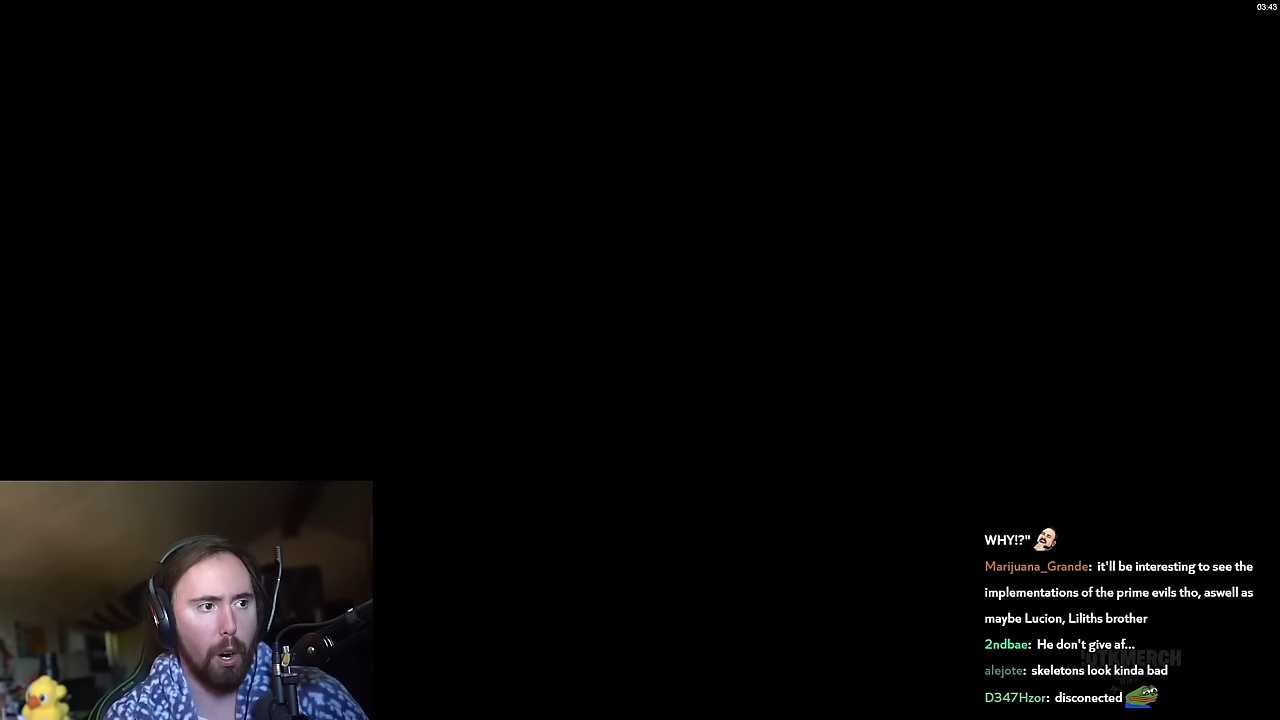 03:43
WHY!?"
Marijuana_Grande: it'll be interesting to see the
implementations of the prime evils tho, aswell as
maybe Lucion, Liliths brother
2ndbae: He don't give af...
!OTKMERCH
alejote: skeletons look kinda bad
D347Hzor: disconected